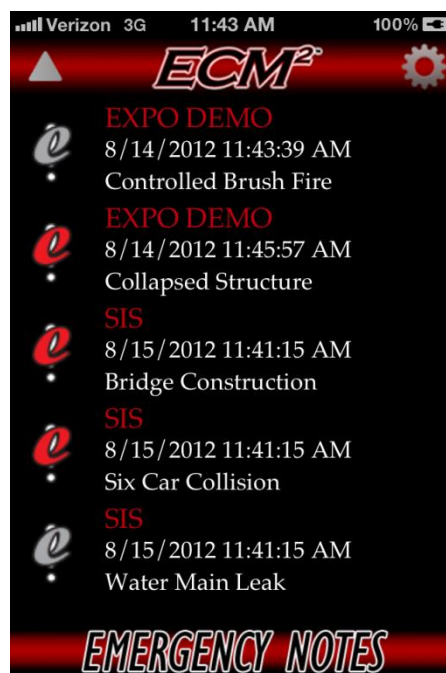 Verizon 3G 11:43 AM 100%
ECM²™
EXPO DEMO
8/14/2012 11:43:39 AM
Controlled Brush Fire
EXPO DEMO
8/14/2012 11:45:57 AM
Collapsed Structure
SIS
8/15/2012 11:41:15 AM
Bridge Construction
SIS
8/15/2012 11:41:15 AM
Six Car Collision
SIS
8/15/2012 11:41:15 AM
Water Main Leak
EMERGENCY NOTES